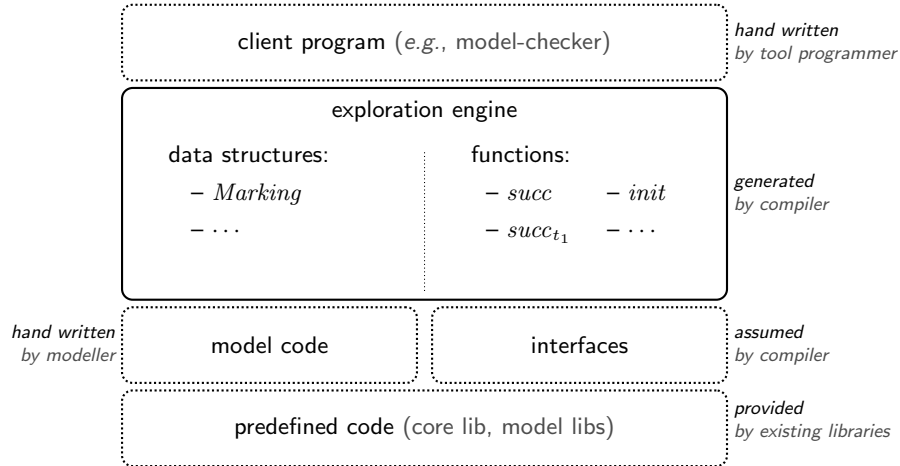 client program (e.g., model-checker)
hand written
by tool programmer
exploration engine
data structures:
– Marking
– ···
functions:
– succ – init
– succ_{t_1} – ···
generated
by compiler
hand written
by modeller
model code
interfaces
assumed
by compiler
predefined code (core lib, model libs)
provided
by existing libraries